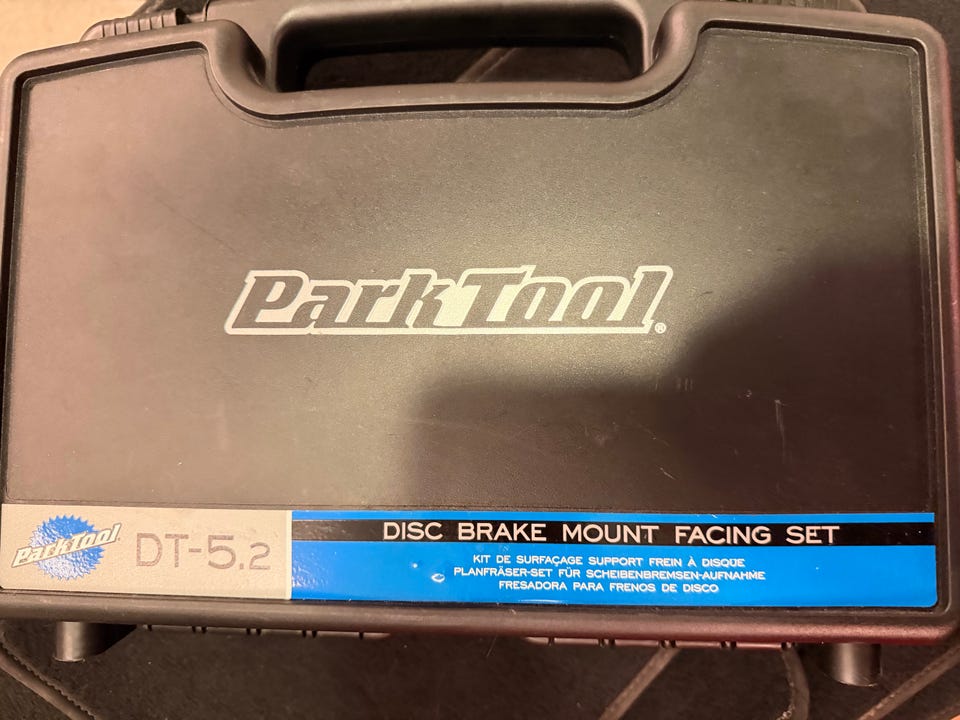 ParkTool®
ParkTool
DT-5.2
DISC BRAKE MOUNT FACING SET
KIT DE SURFAÇAGE SUPPORT FREIN À DISQUE
PLANFRÄSER-SET FÜR SCHEIBENBREMSEN-AUFNAHME
FRESADORA PARA FRENOS DE DISCO